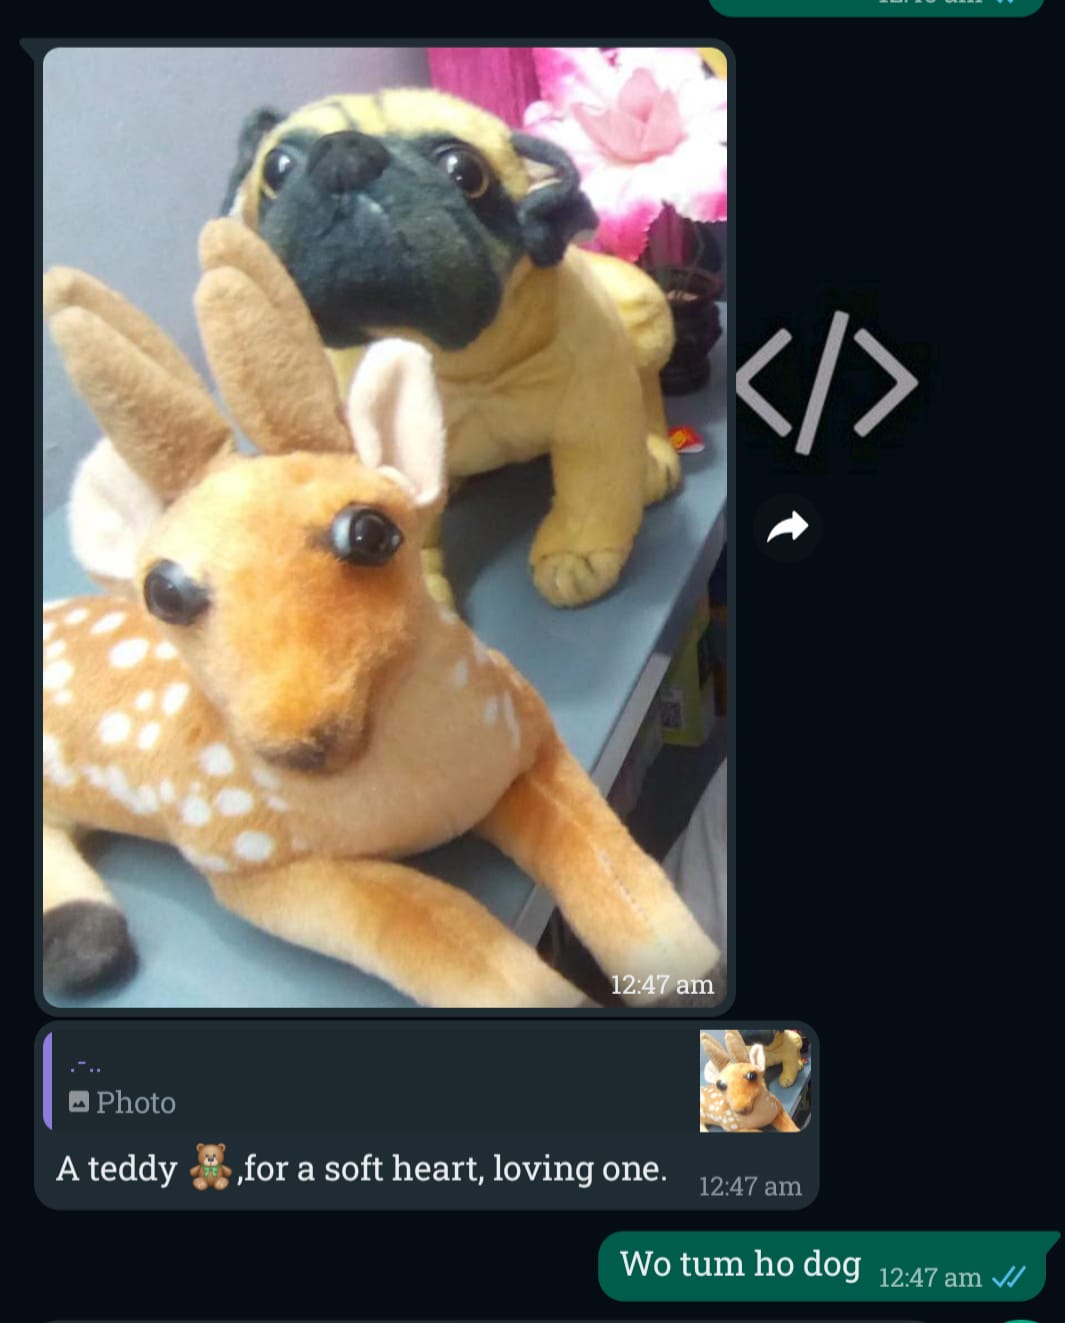 12:47 am
.-..
Photo
A teddy 🧸,for a soft heart, loving one. 12:47 am
Wo tum ho dog 12:47 am